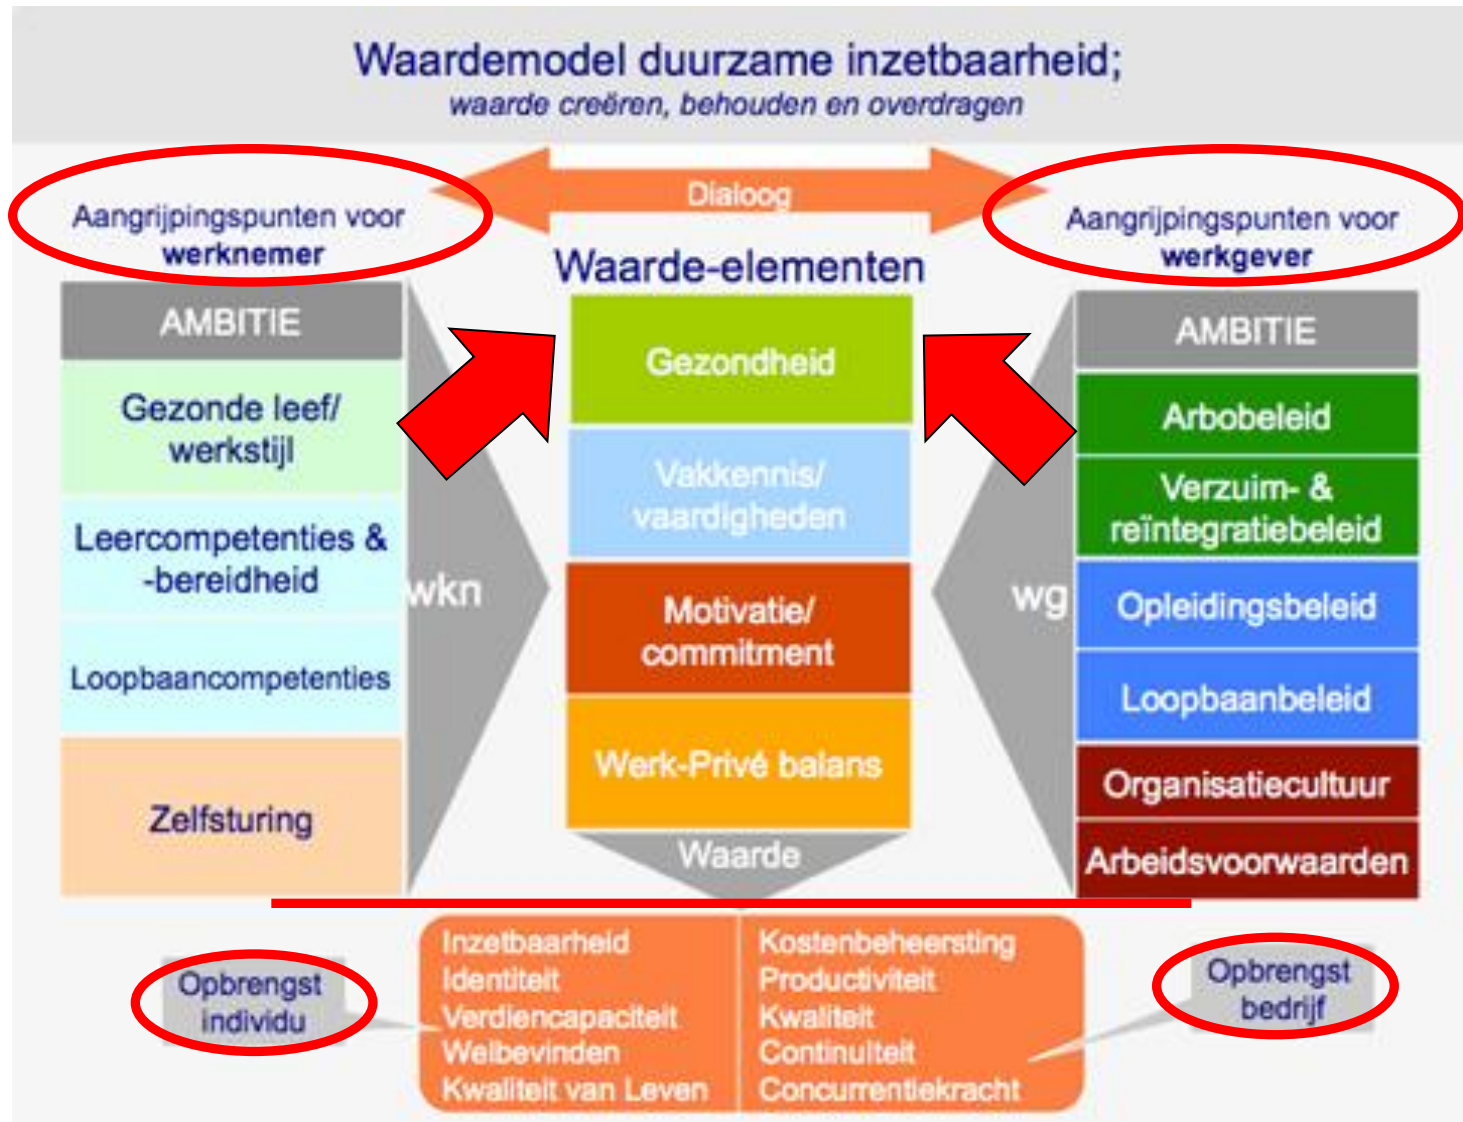 Waardemodel duurzame inzetbaarheid;
waarde creëren, behouden en overdragen
Dialoog
Aangrijpingspunten voor
werknemer
AMBITIE
Gezonde leef/
werkstijl
Leercompetenties &
-bereidheid
Loopbaancompetenties
Zelfsturing
wkn
Waarde-elementen
Gezondheid
Vakkennis/
vaardigheden
Motivatie/
commitment
Werk-Privé balans
Waarde
Aangrijpingspunten voor
werkgever
wg
AMBITIE
Arbobeleid
Verzuim- &
reïntegratiebeleid
Opleidingsbeleid
Loopbaanbeleid
Organisatiecultuur
Arbeidsvoorwaarden
Opbrengst
individu
Inzetbaarheid
Identiteit
Verdiencapaciteit
Welbevinden
Kwaliteit van Leven
Kostenbeheersting
Productiviteit
Kwaliteit
Continuïteit
Concurrentiekracht
Opbrengst
bedrijf